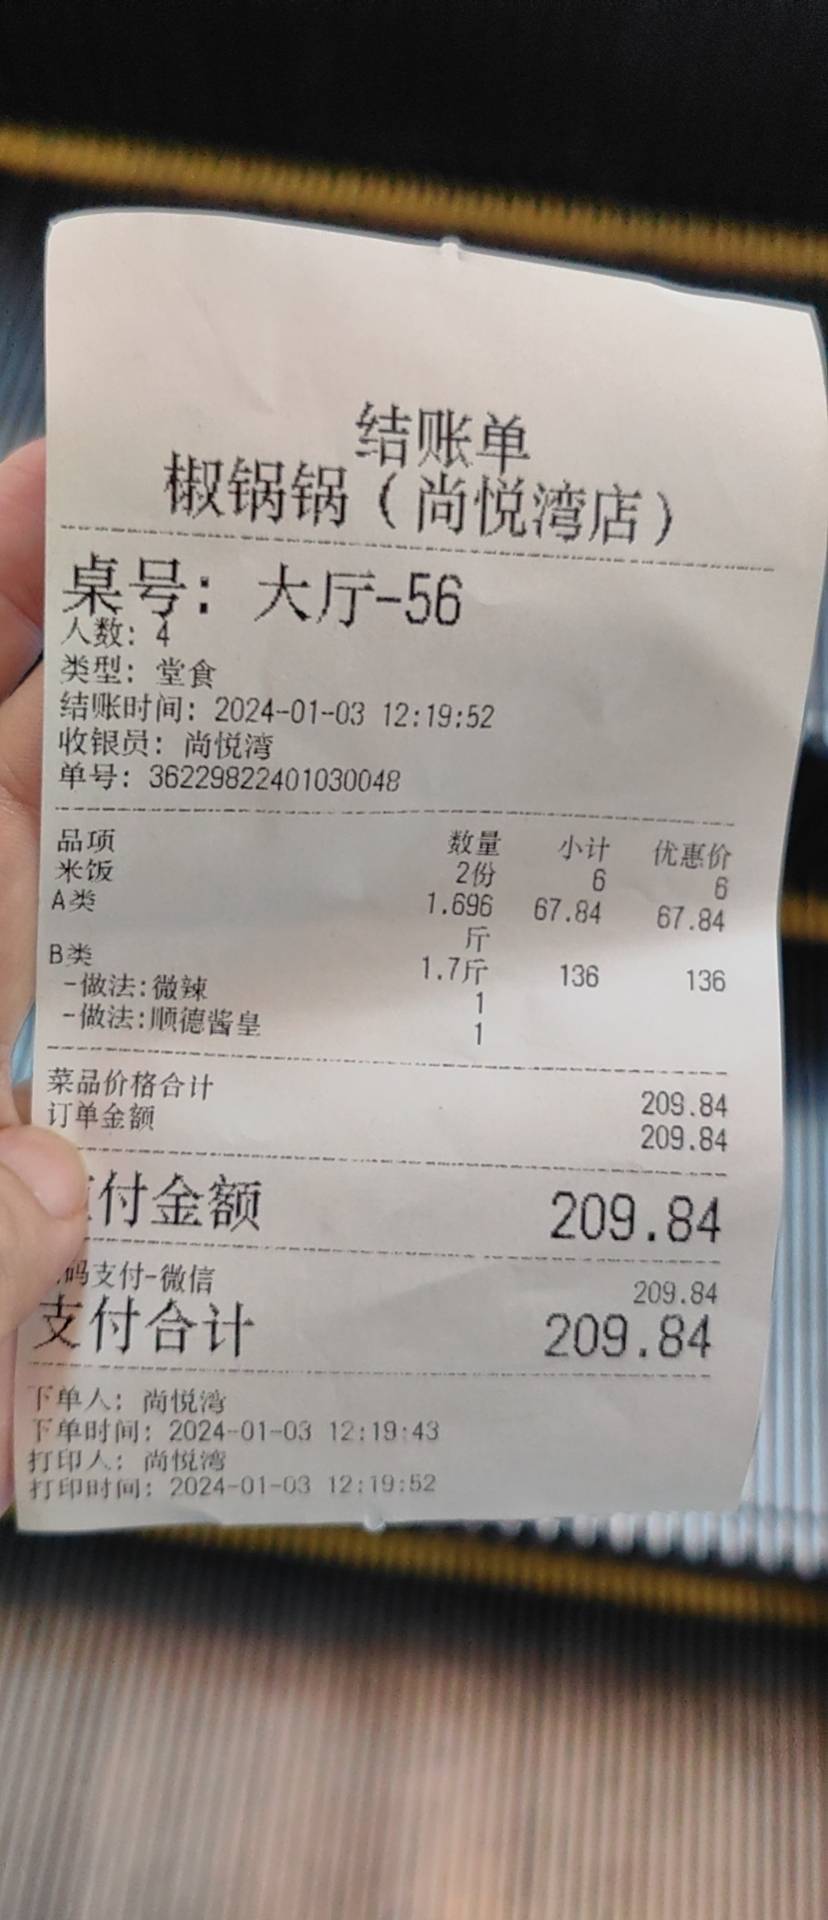 结账单
椒锅锅(尚悦湾店)
桌号: 大厅-56
人数: 4
类型: 堂食
结账时间: 2024-01-03 12:19:52
收银员: 尚悦湾
单号: 36229822401030048
品项 数量 小计 优惠价
米饭 2份 6 6
A类 1.696 67.84 67.84
斤
B类 1.7斤 136 136
-做法:微辣 1
-做法:顺德酱皇 1
菜品价格合计 209.84
订单金额 209.84
付金额 209.84
码支付-微信 209.84
支付合计 209.84
下单人: 尚悦湾
下单时间: 2024-01-03 12:19:43
打印人: 尚悦湾
打印时间: 2024-01-03 12:19:52